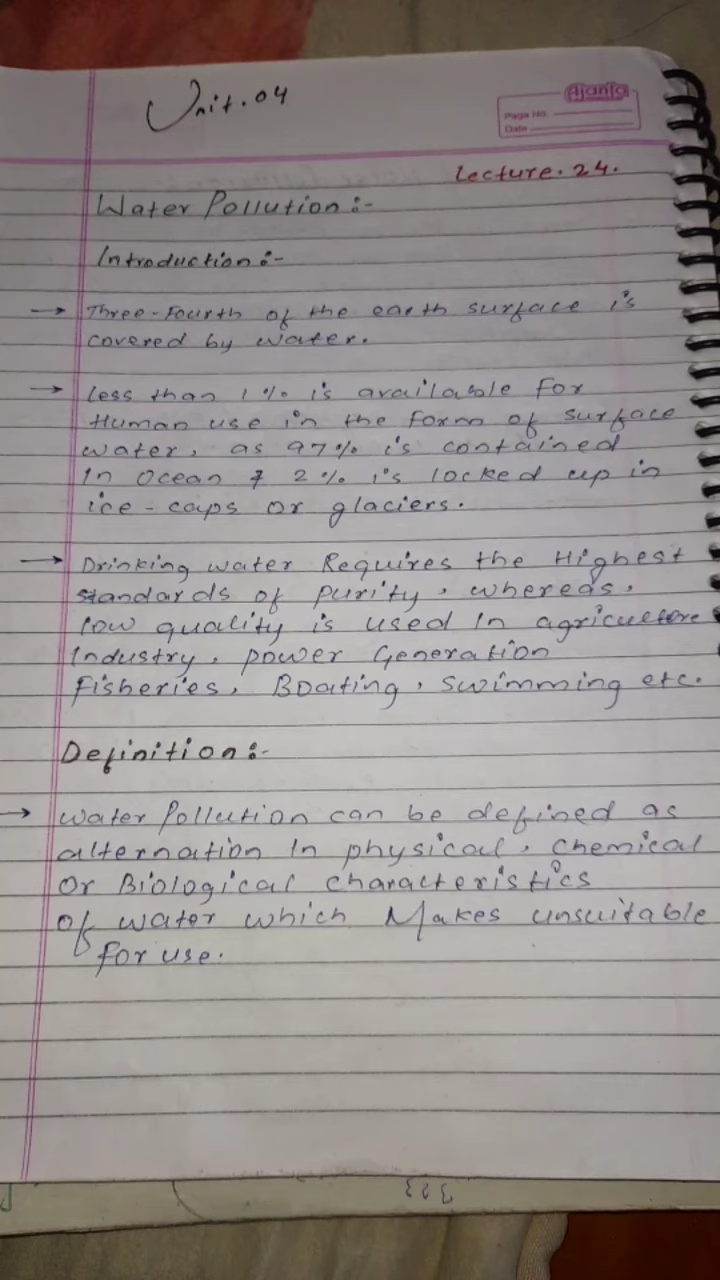 Unit. 04
Ajanta
Page No.
Date
Lecture. 24.
Water Pollution :-
Introduction :-
→ Three-Fourth of the earth surface is
covered by water.
→ Less than 1% is available for
Human use in the form of surface
water, as 97% is contained
In Ocean & 2% is locked up in
ice-caps or glaciers.
→ Drinking water Requires the Highest
standards of purity, whereas,
low quality is used In agriculture
Industry, power Generation
Fisheries, Boating, swimming etc.
Definition :-
→ Water Pollution can be defined as
alternation In physical, chemical
Or Biological characteristics
Of water which Makes unsuitable
for use.
323